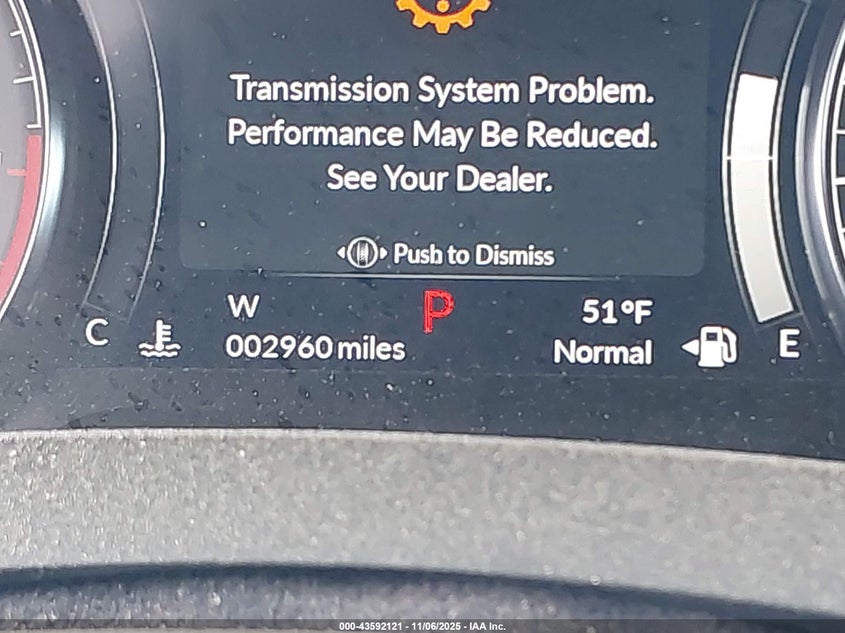 Transmission System Problem.
Performance May Be Reduced.
See Your Dealer.
Push to Dismiss
W
P
51°F
002960 miles
Normal
C
E
000-43592121 - 11/06/2025 - IAA Inc.